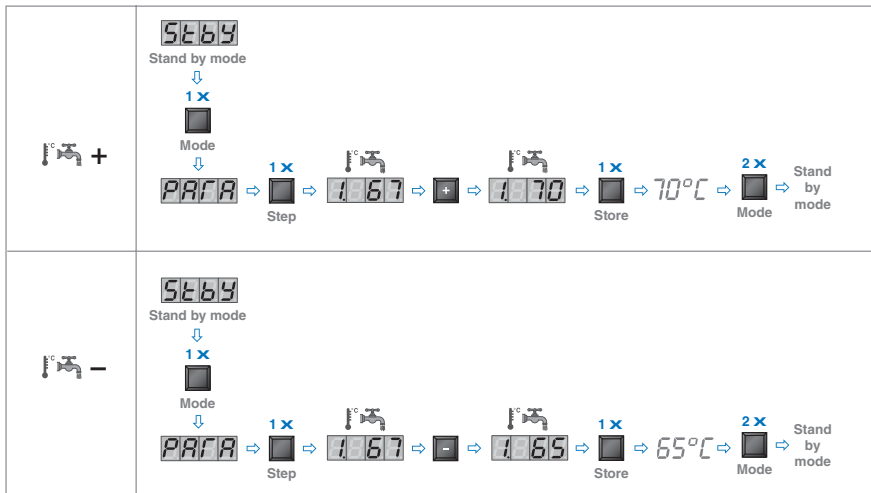 Stby
Stand by mode
1 X
Mode
°C
+
PARA
1 X
Step
°C
1.67
+
°C
1.70
1 X
Store
70°C
2 X
Mode
Stand
by
mode
Stby
Stand by mode
1 X
Mode
°C
–
PARA
1 X
Step
°C
1.67
-
°C
1.65
1 X
Store
65°C
2 X
Mode
Stand
by
mode